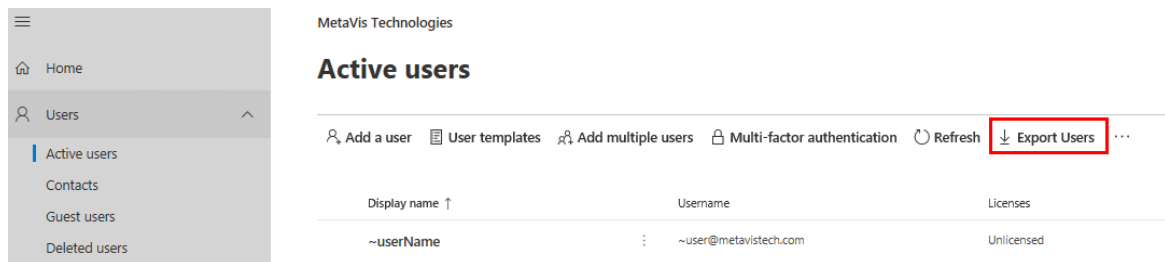 MetaVis Technologies
Home
Active users
Users
Add a user User templates Add multiple users Multi-factor authentication Refresh Export Users ...
Active users
Contacts
Display name ↑ Username Licenses
Guest users
~userName ~user@metavistech.com Unlicensed
Deleted users